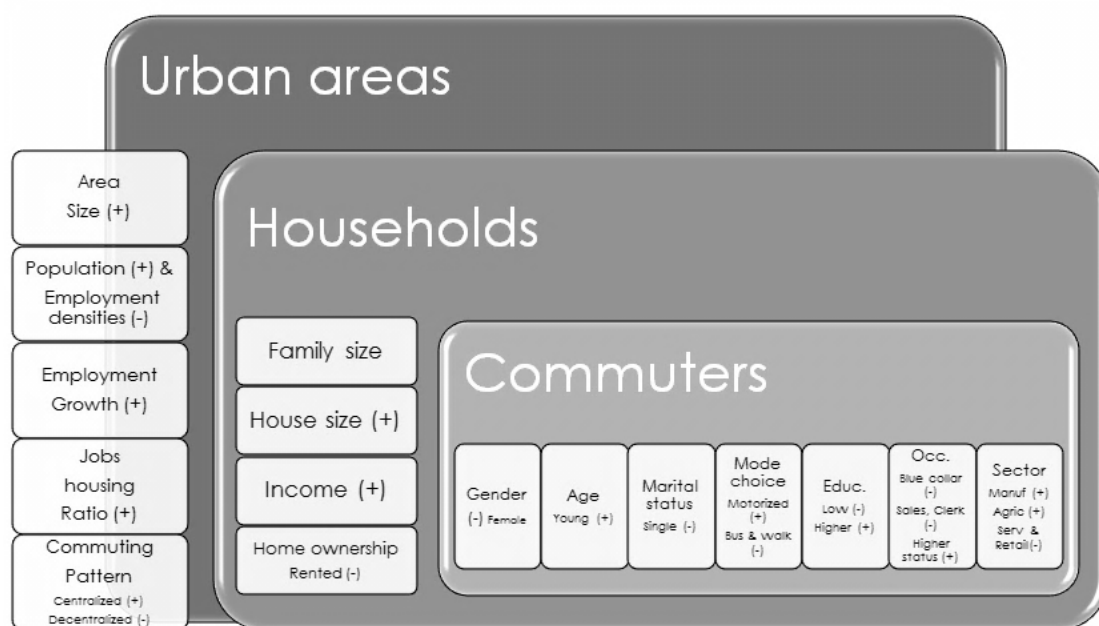 Urban areas
Area
Size (+)
Population (+) &
Employment
densities (-)
Employment
Growth (+)
Jobs
housing
Ratio (+)
Commuting
Pattern
Centralized (+)
Decentralized (-)
Households
Family size
House size (+)
Income (+)
Home ownership
Rented (-)
Commuters
Gender
(-) Female
Age
Young (+)
Marital
status
Single (-)
Mode
choice
Motorized
(+)
Bus & walk
(-)
Educ.
Low (-)
Higher (+)
Occ.
Blue collar
(-)
Sales, Clerk
(-)
Higher
status (+)
Sector
Manuf (+)
Agric (+)
Serv &
Retail(-)